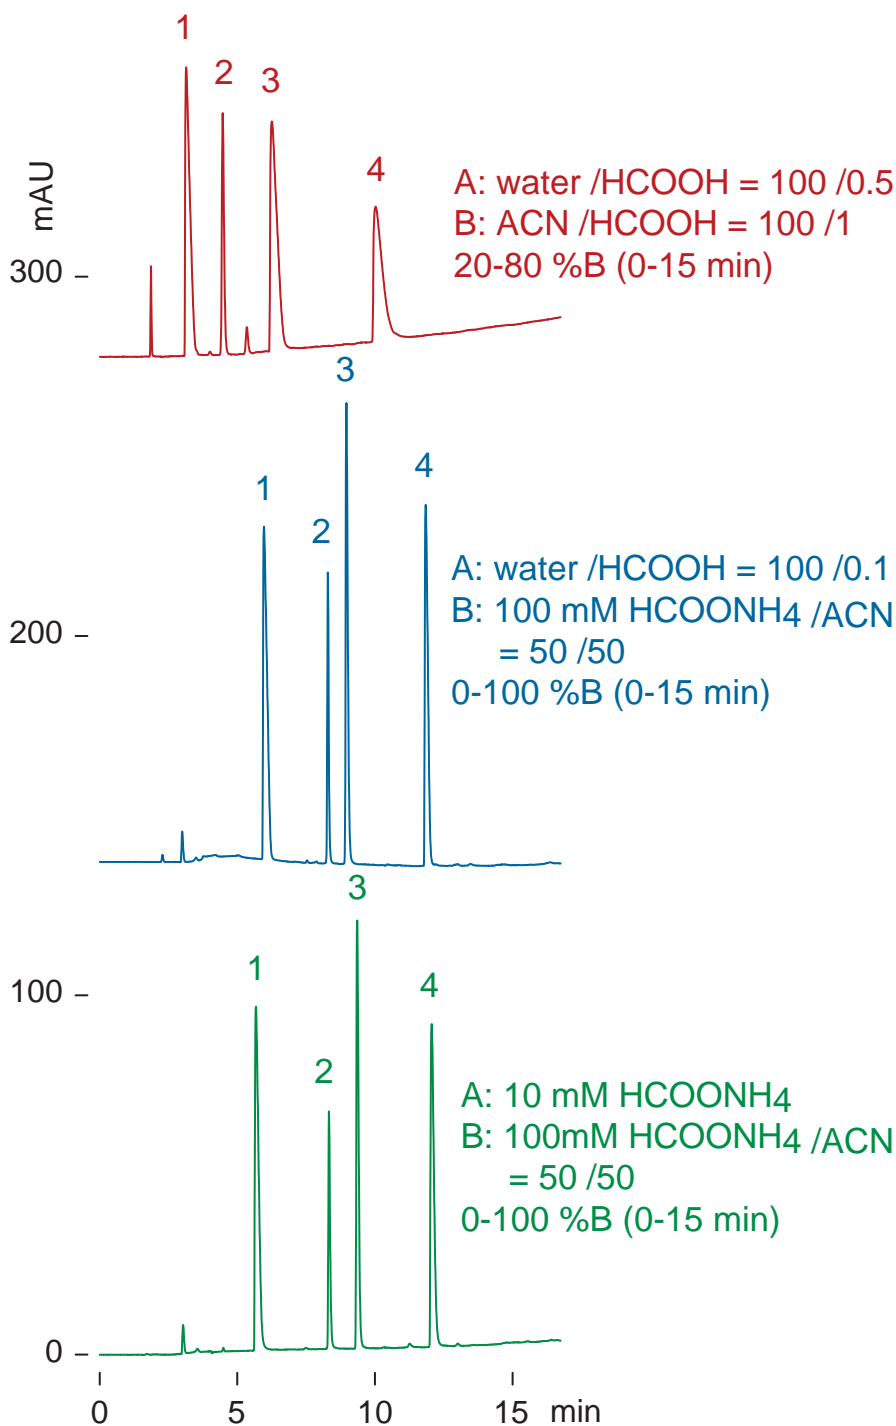 1
2
3
4
mAU
A: water /HCOOH = 100 /0.5
B: ACN /HCOOH = 100 /1
20-80 %B (0-15 min)
300
3
1
2
4
A: water /HCOOH = 100 /0.1
B: 100 mM HCOONH4 /ACN
= 50 /50
0-100 %B (0-15 min)
200
3
1
2
4
100
A: 10 mM HCOONH4
B: 100mM HCOONH4 /ACN
= 50 /50
0-100 %B (0-15 min)
0
0 5 10 15 min